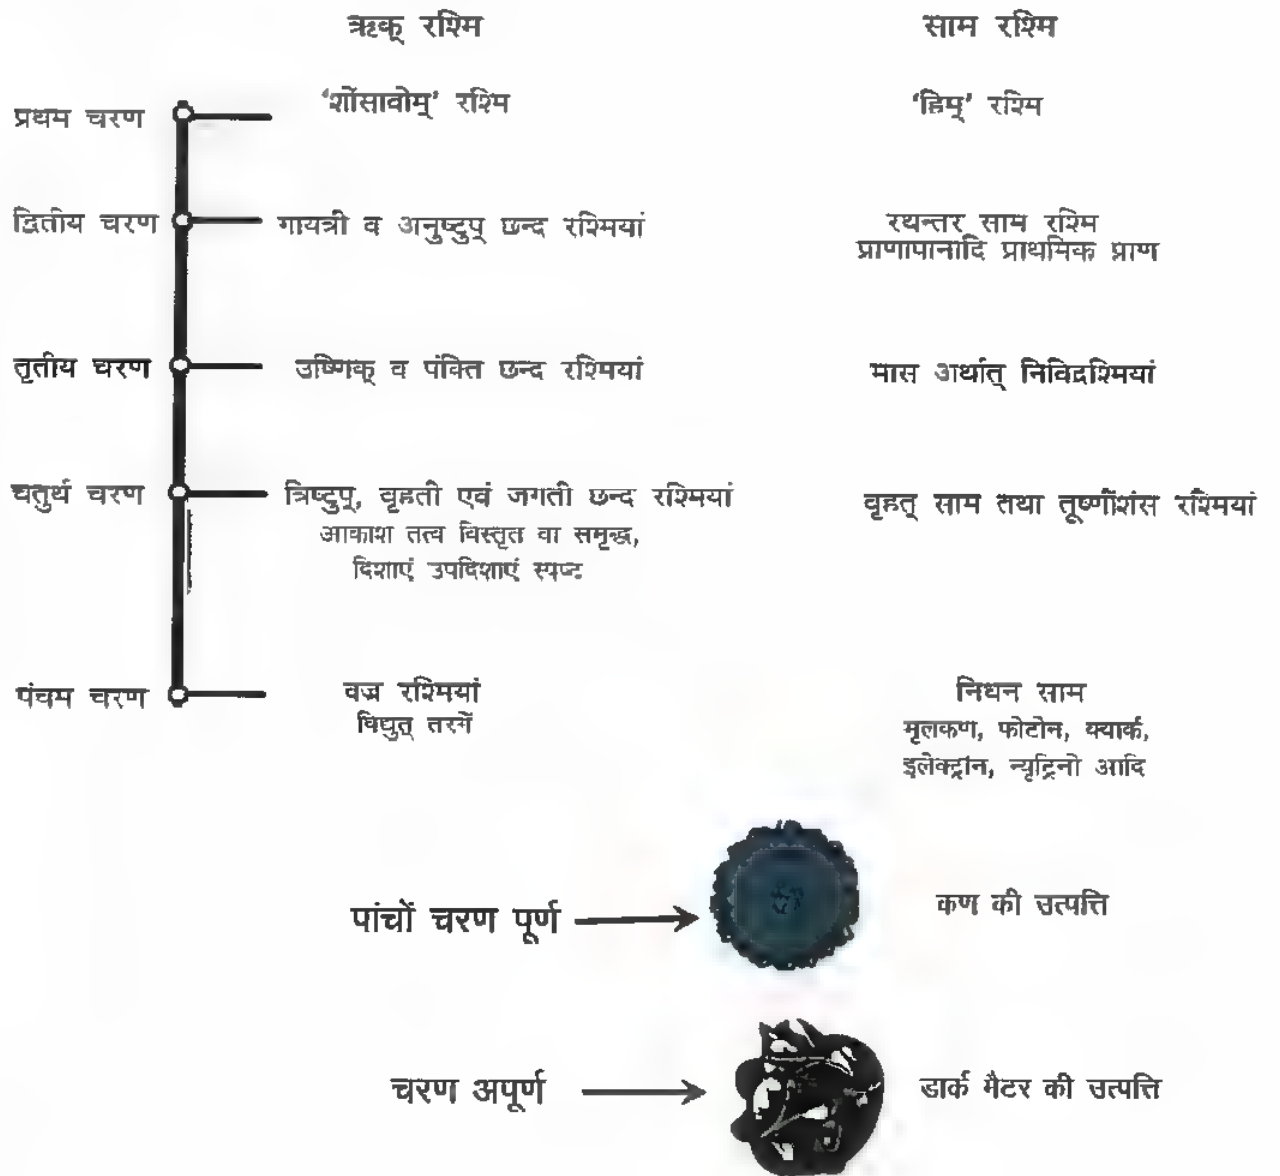 ऋक् रश्मि
साम रश्मि
प्रथम चरण
‘शोंसावोम्’ रश्मि
‘हिम्’ रश्मि
द्वितीय चरण
गायत्री व अनुष्टुप् छन्द रश्मियां
रथन्तर साम रश्मि
प्राणापानादि प्राथमिक प्राण
तृतीय चरण
उष्णिक् व पंक्ति छन्द रश्मियां
मास अर्थात् निविद्रश्मियां
चतुर्थ चरण
त्रिष्टुप्, वृहती एवं जगती छन्द रश्मियां
आकाश तत्व विस्तृत वा समृद्ध,
दिशाएं उपदिशाएं स्पष्ट
वृहत् साम तथा तूष्णींशंस रश्मियां
पंचम चरण
वज्र रश्मियां
विद्युत् तरगें
निधन साम
मूलकण, फोटोन, क्वार्क,
इलेक्ट्रॉन, न्यूट्रिनो आदि
पांचों चरण पूर्ण
कण की उत्पत्ति
चरण अपूर्ण
डार्क मैटर की उत्पत्ति